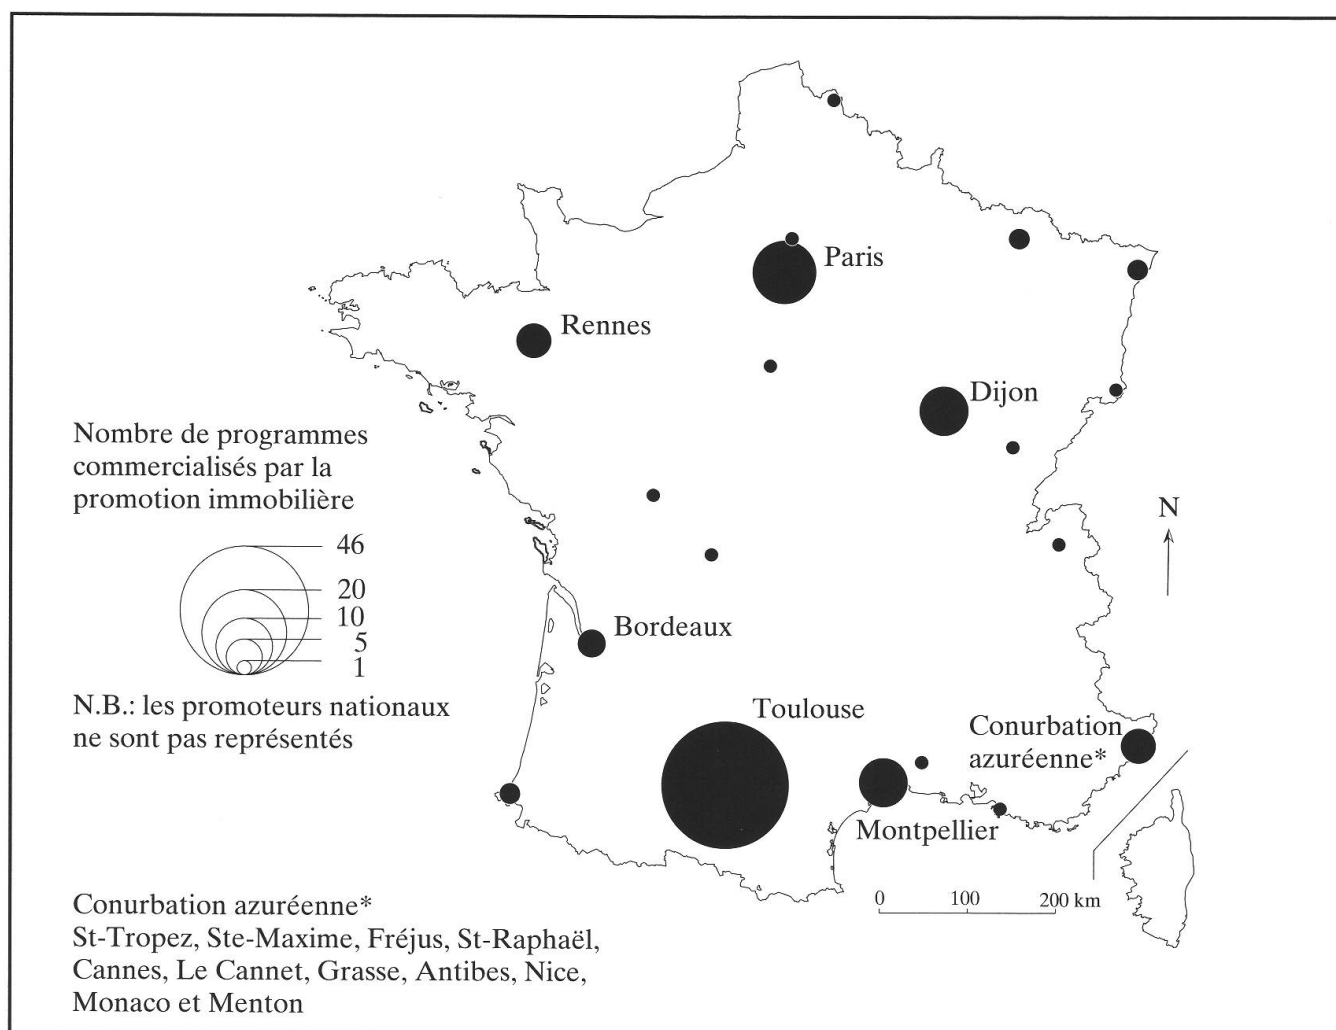 Paris
Rennes
Dijon
Nombre de programmes
commercialisés par la
promotion immobilière
46
20
10
5
1
N.B.: les promoteurs nationaux
ne sont pas représentés
N
Bordeaux
Toulouse
Conurbation
azuréenne*
Montpellier
0 100 200 km
Conurbation azuréenne*
St-Tropez, Ste-Maxime, Fréjus, St-Raphaël,
Cannes, Le Cannet, Grasse, Antibes, Nice,
Monaco et Menton